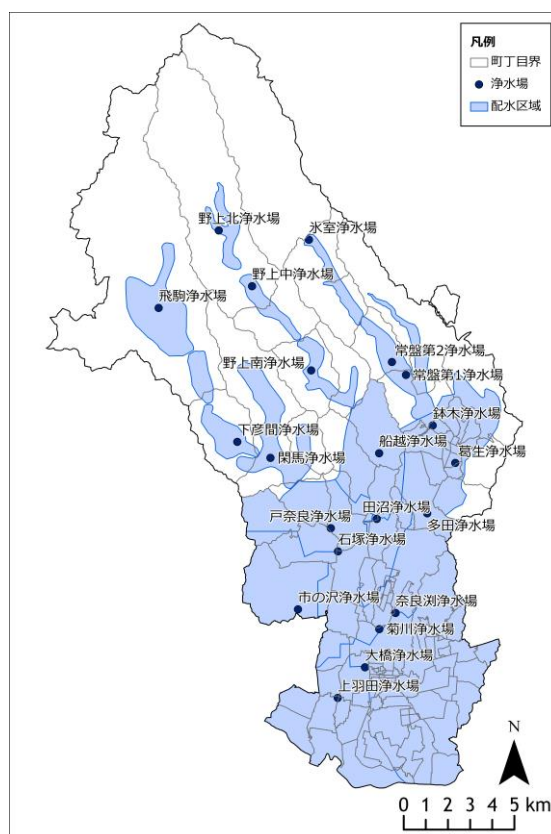 凡例
町丁目界
浄水場
配水区域
野上北浄水場
氷室浄水場
野上中浄水場
飛駒浄水場
野上南浄水場
常盤第2浄水場
常盤第1浄水場
鉢木浄水場
下彦間浄水場
船越浄水場
閑馬浄水場
葛生浄水場
戸奈良浄水場
田沼浄水場
多田浄水場
石塚浄水場
市の沢浄水場
奈良渕浄水場
菊川浄水場
大橋浄水場
上羽田浄水場
N
0 1 2 3 4 5 km